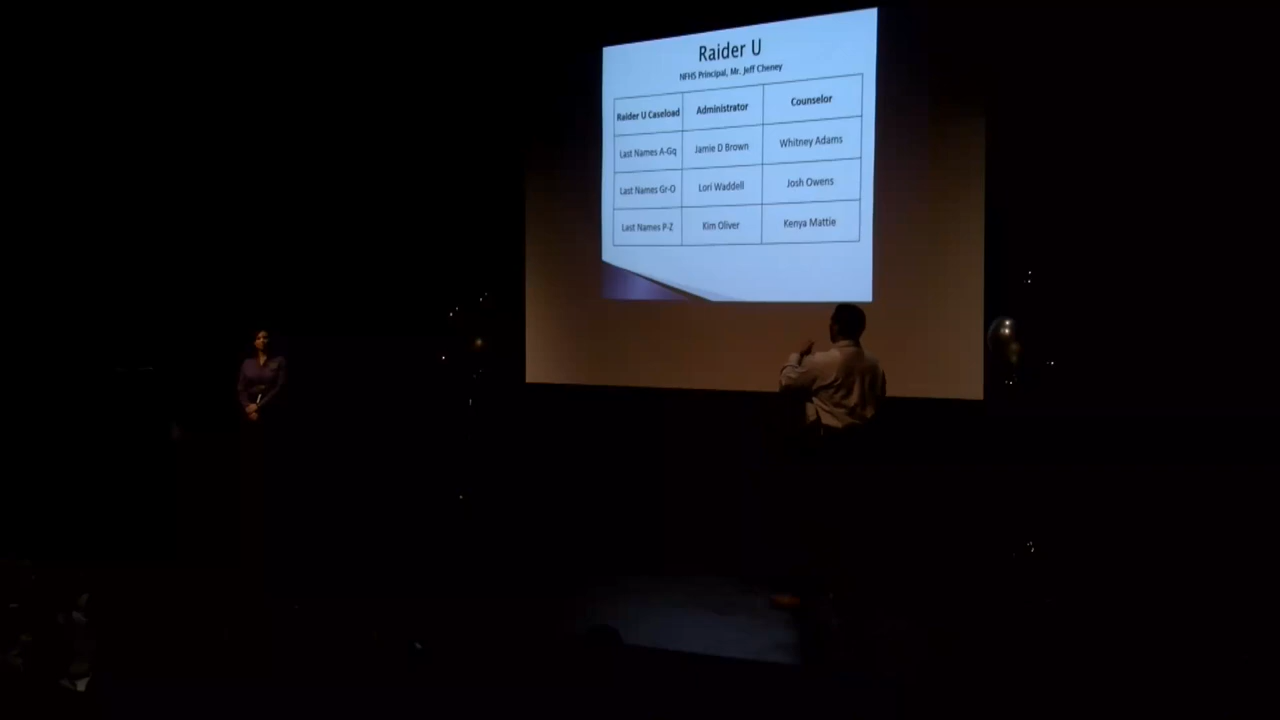 Raider U
NFHS Principal, Mr. Jeff Cheney
Raider U Caseload Administrator Counselor
Last Names A-Gq Jamie D Brown Whitney Adams
Last Names Gr-O Lori Waddell Josh Owens
Last Names P-Z Kim Oliver Kenya Mattie